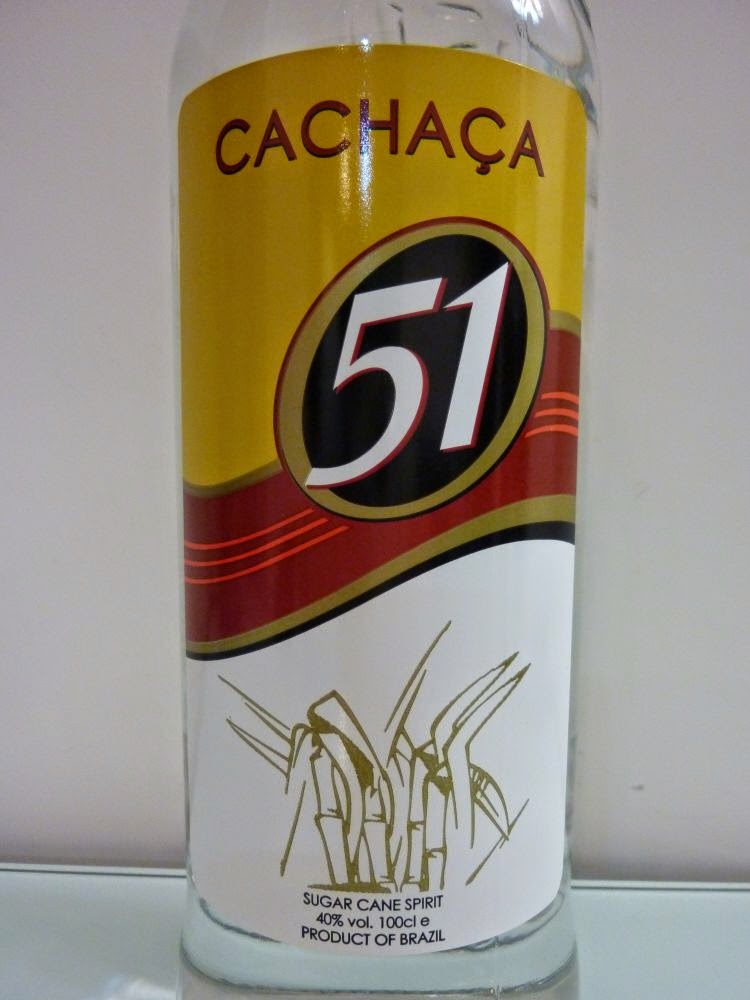 CACHAÇA
51
SUGAR CANE SPIRIT
40% vol. 100cl e
PRODUCT OF BRAZIL